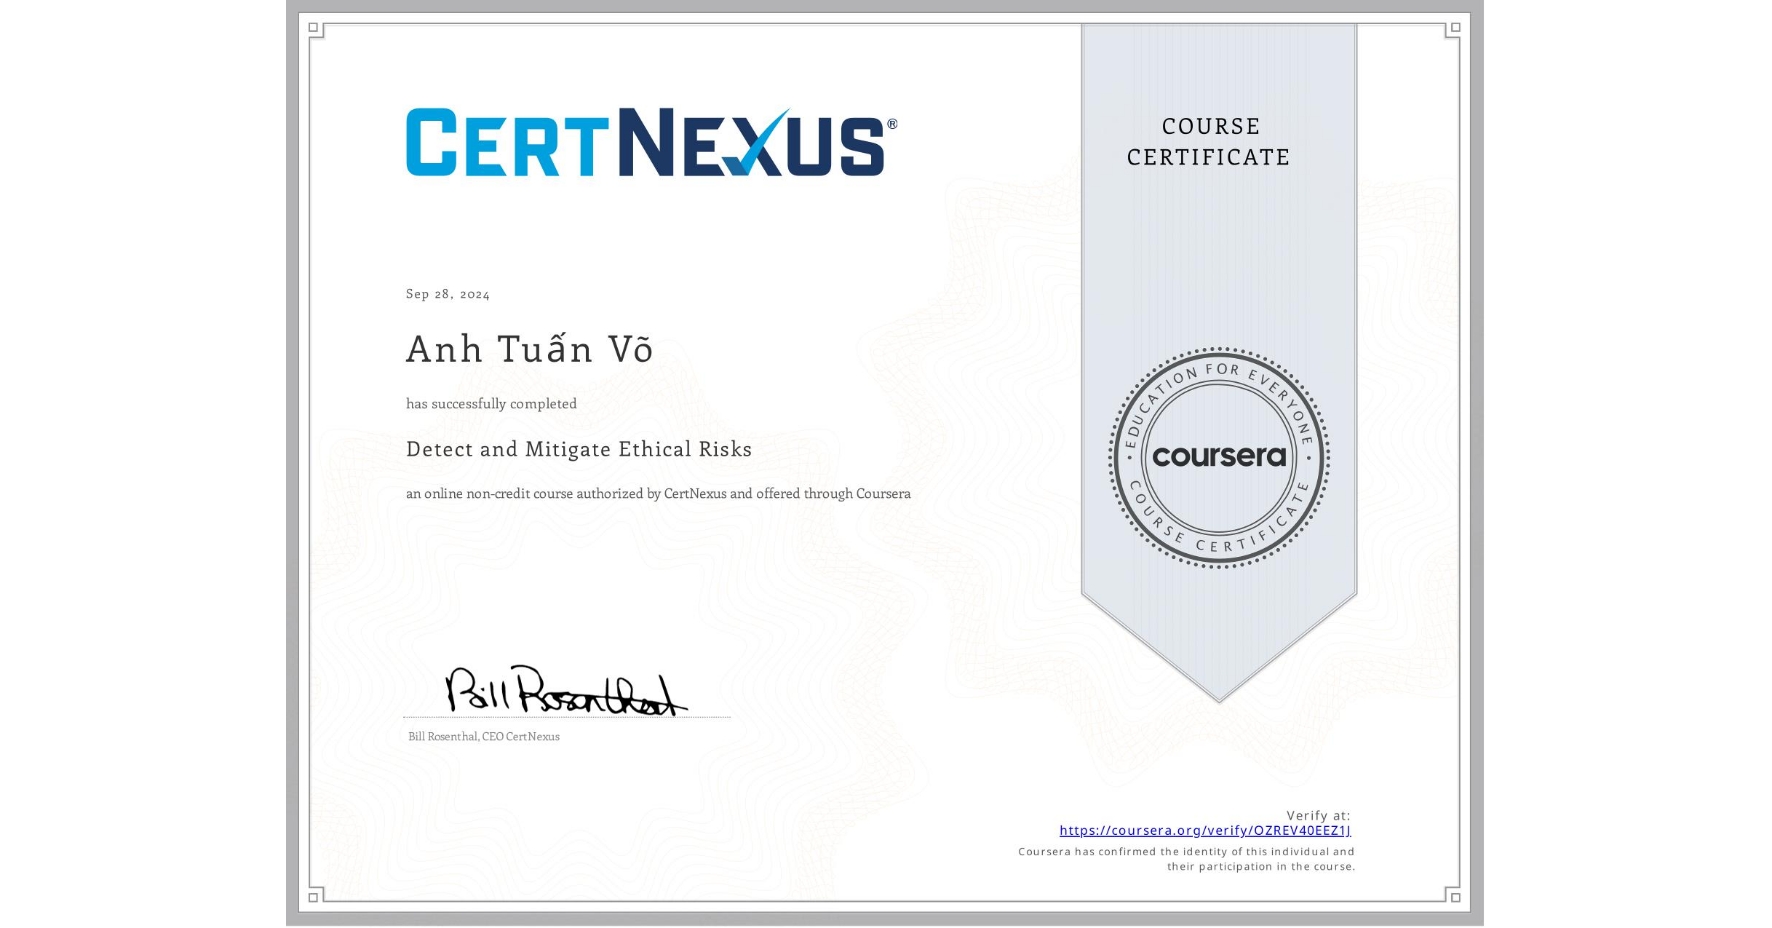 CERTNEXUS®
COURSE
CERTIFICATE
Sep 28, 2024
Anh Tuấn Võ
has successfully completed
Detect and Mitigate Ethical Risks
an online non-credit course authorized by CertNexus and offered through Coursera
EDUCATION FOR EVERYONE
coursera
COURSE CERTIFICATE
Bill Rosenthal
Bill Rosenthal, CEO CertNexus
Verify at:
https://coursera.org/verify/OZREV40EEZ1J
Coursera has confirmed the identity of this individual and
their participation in the course.